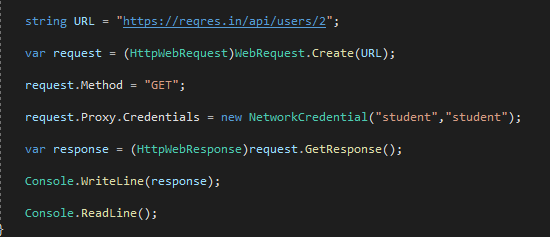 string URL = "https://reqres.in/api/users/2";
var request = (HttpWebRequest)WebRequest.Create(URL);
request.Method = "GET";
request.Proxy.Credentials = new NetworkCredential("student","student");
var response = (HttpWebResponse)request.GetResponse();
Console.WriteLine(response);
Console.ReadLine();
}